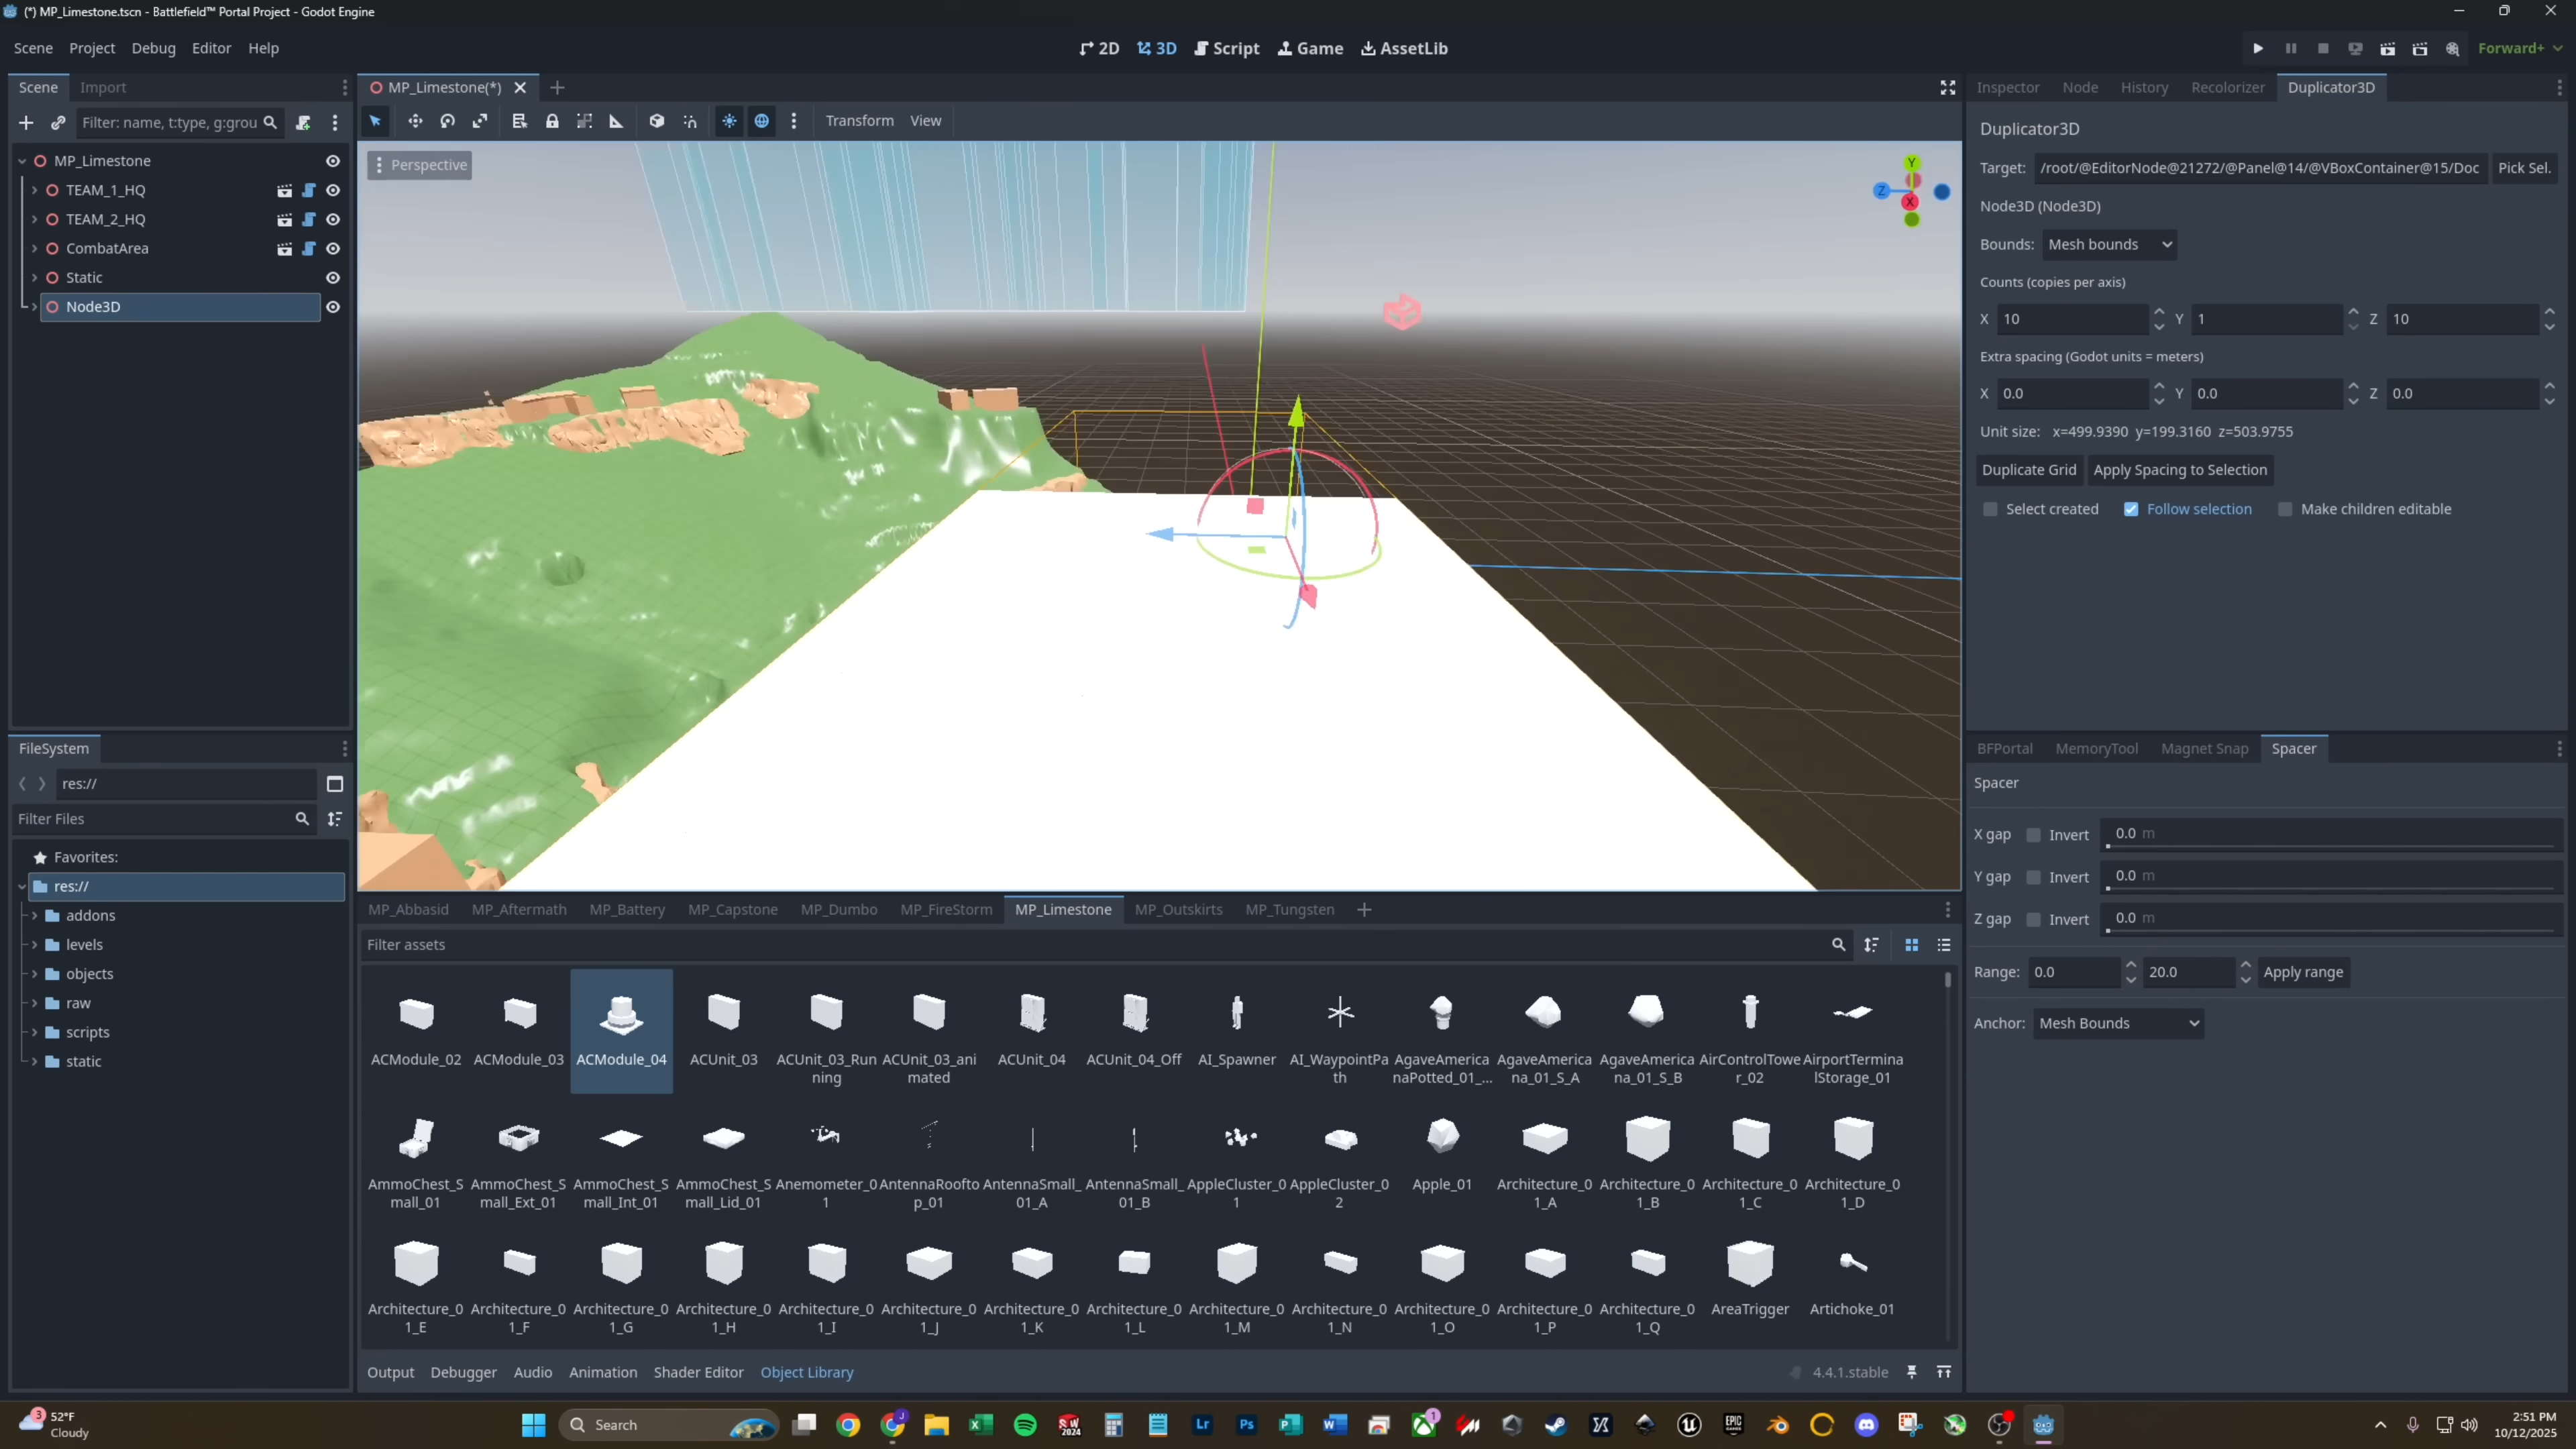 (*) MP_Limestone.tscn - Battlefield™ Portal Project - Godot Engine
Scene Project Debug Editor Help
2D 3D Script Game AssetLib
Forward+
Scene Import
MP_Limestone(*)
Inspector Node History Recolorizer Duplicator3D
Filter: name, t:type, g:grou
Transform View
MP_Limestone
TEAM_1_HQ
TEAM_2_HQ
CombatArea
Static
Node3D
Perspective
Y
Z
X
Duplicator3D
Target: /root/@EditorNode@21272/@Panel@14/@VBoxContainer@15/Doc Pick Sel.
Node3D (Node3D)
Bounds: Mesh bounds
Counts (copies per axis)
X 10 Y 1 Z 10
Extra spacing (Godot units = meters)
X 0.0 Y 0.0 Z 0.0
Unit size: x=499.9390 y=199.3160 z=503.9755
Duplicate Grid Apply Spacing to Selection
Select created Follow selection Make children editable
FileSystem
res://
Filter Files
Favorites:
res://
addons
levels
objects
raw
scripts
static
BFPortal MemoryTool Magnet Snap Spacer
Spacer
X gap Invert 0.0 m
Y gap Invert 0.0 m
Z gap Invert 0.0 m
Range: 0.0 20.0 Apply range
Anchor: Mesh Bounds
MP_Abbasid MP_Aftermath MP_Battery MP_Capstone MP_Dumbo MP_FireStorm MP_Limestone MP_Outskirts MP_Tungsten
Filter assets
ACModule_02 ACModule_03 ACModule_04 ACUnit_03 ACUnit_03_Run ACUnit_03_ani ACUnit_04 ACUnit_04_Off AI_Spawner AI_WaypointPa AgaveAmerica AgaveAmerica AgaveAmerica AirControlTowe AirportTermina
ning mated th naPotted_01_... na_01_S_A na_01_S_B r_02 lStorage_01
AmmoChest_S AmmoChest_S AmmoChest_S AmmoChest_S Anemometer_0 AntennaRoofto AntennaSmall_ AntennaSmall_ AppleCluster_0 AppleCluster_0 Apple_01 Architecture_0 Architecture_0 Architecture_0 Architecture_0
mall_01 mall_Ext_01 mall_Int_01 mall_Lid_01 1 p_01 01_A 01_B 1 2 1_A 1_B 1_C 1_D
Architecture_0 Architecture_0 Architecture_0 Architecture_0 Architecture_0 Architecture_0 Architecture_0 Architecture_0 Architecture_0 Architecture_0 Architecture_0 Architecture_0 Architecture_0 AreaTrigger Artichoke_01
1_E 1_F 1_G 1_H 1_I 1_J 1_K 1_L 1_M 1_N 1_O 1_P 1_Q
Output Debugger Audio Animation Shader Editor Object Library
4.4.1.stable
3
52°F
Cloudy
Search
J
SW
2024
Lr
Ps
1
EPIC
2:51 PM
10/12/2025